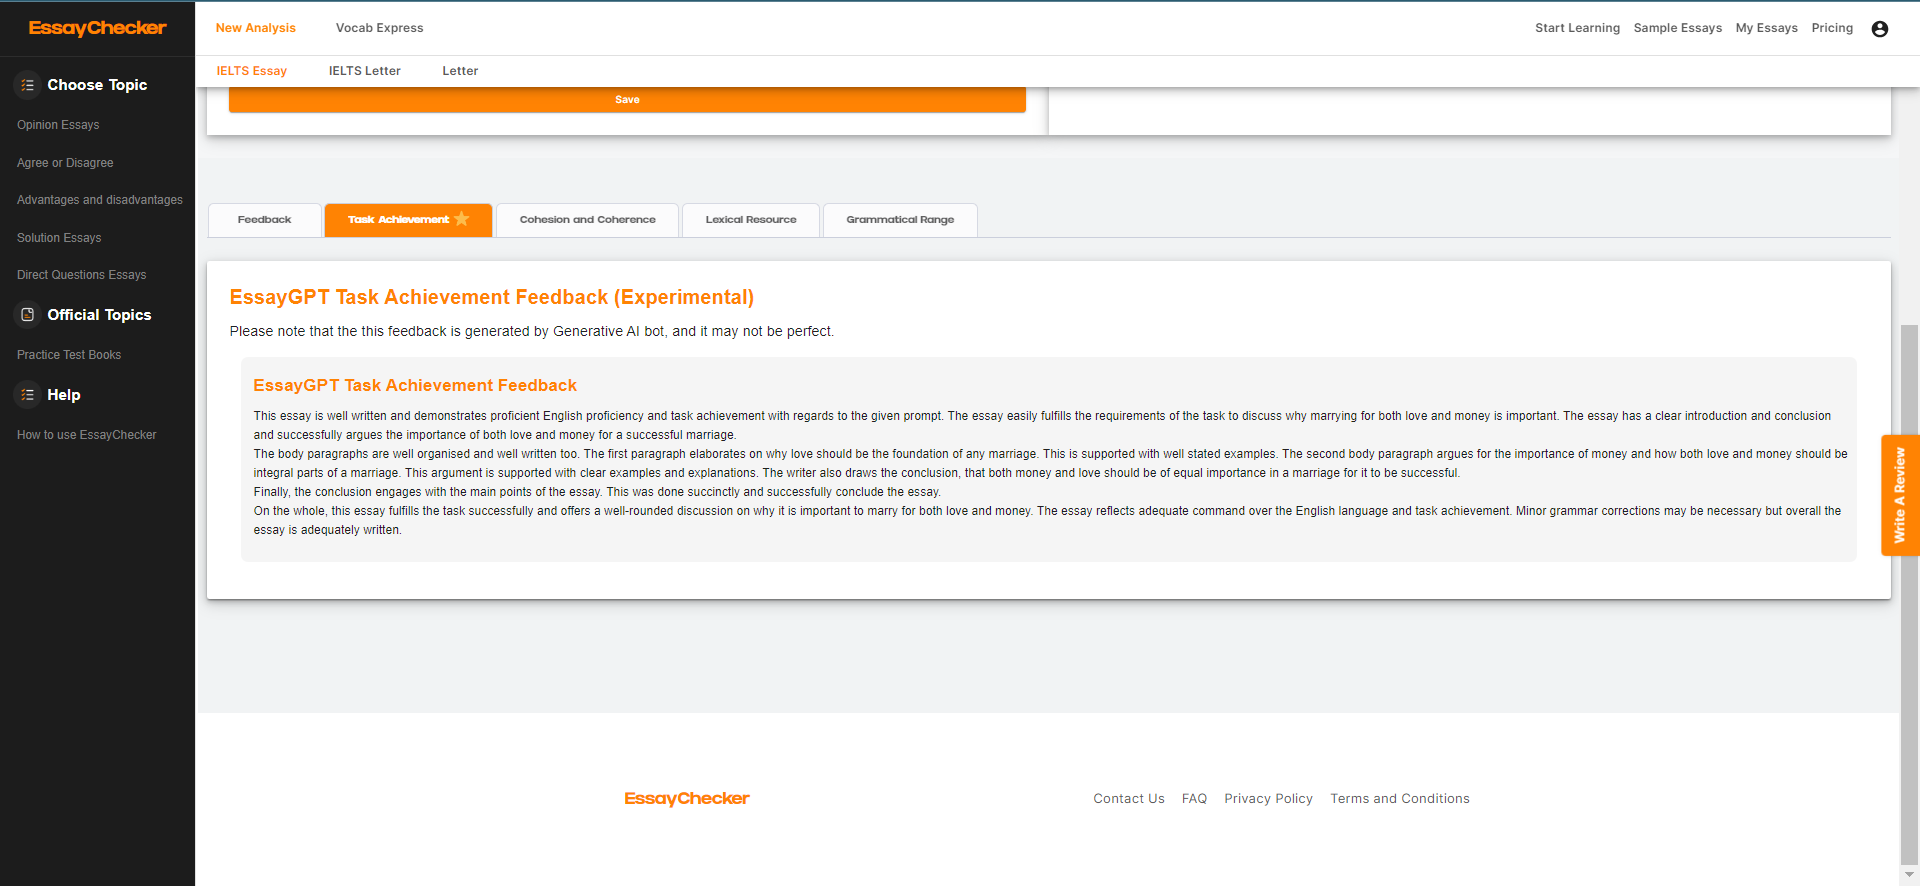 EssayChecker
New Analysis
Vocab Express
Start Learning
Sample Essays
My Essays
Pricing
IELTS Essay
IELTS Letter
Letter
Choose Topic
Opinion Essays
Agree or Disagree
Advantages and disadvantages
Solution Essays
Direct Questions Essays
Official Topics
Practice Test Books
Help
How to use EssayChecker
Save
Feedback
Task Achievement
Cohesion and Coherence
Lexical Resource
Grammatical Range
EssayGPT Task Achievement Feedback (Experimental)
Please note that the this feedback is generated by Generative AI bot, and it may not be perfect.
EssayGPT Task Achievement Feedback
This essay is well written and demonstrates proficient English proficiency and task achievement with regards to the given prompt. The essay easily fulfills the requirements of the task to discuss why marrying for both love and money is important. The essay has a clear introduction and conclusion
and successfully argues the importance of both love and money for a successful marriage.
The body paragraphs are well organised and well written too. The first paragraph elaborates on why love should be the foundation of any marriage. This is supported with well stated examples. The second body paragraph argues for the importance of money and how both love and money should be
integral parts of a marriage. This argument is supported with clear examples and explanations. The writer also draws the conclusion, that both money and love should be of equal importance in a marriage for it to be successful.
Finally, the conclusion engages with the main points of the essay. This was done succinctly and successfully conclude the essay.
On the whole, this essay fulfills the task successfully and offers a well-rounded discussion on why it is important to marry for both love and money. The essay reflects adequate command over the English language and task achievement. Minor grammar corrections may be necessary but overall the
essay is adequately written.
Write A Review
EssayChecker
Contact Us
FAQ
Privacy Policy
Terms and Conditions